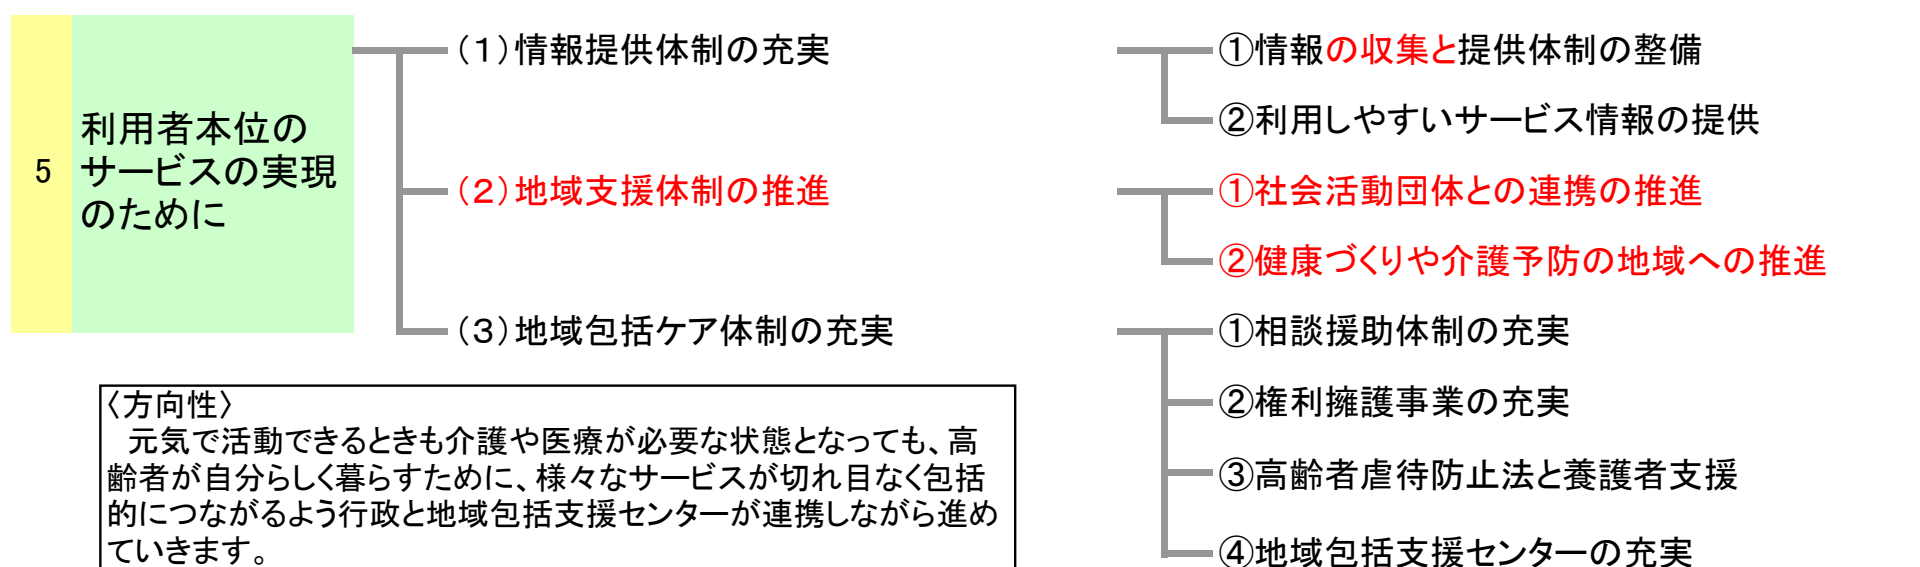 5
利用者本位の
サービスの実現
のために
(1)情報提供体制の充実
①情報の収集と提供体制の整備
②利用しやすいサービス情報の提供
(2)地域支援体制の推進
①社会活動団体との連携の推進
②健康づくりや介護予防の地域への推進
(3)地域包括ケア体制の充実
①相談援助体制の充実
②権利擁護事業の充実
③高齢者虐待防止法と養護者支援
④地域包括支援センターの充実
〈方向性〉
元気で活動できるときも介護や医療が必要な状態となっても、高
齢者が自分らしく暮らすために、様々なサービスが切れ目なく包括
的につながるよう行政と地域包括支援センターが連携しながら進め
ていきます。